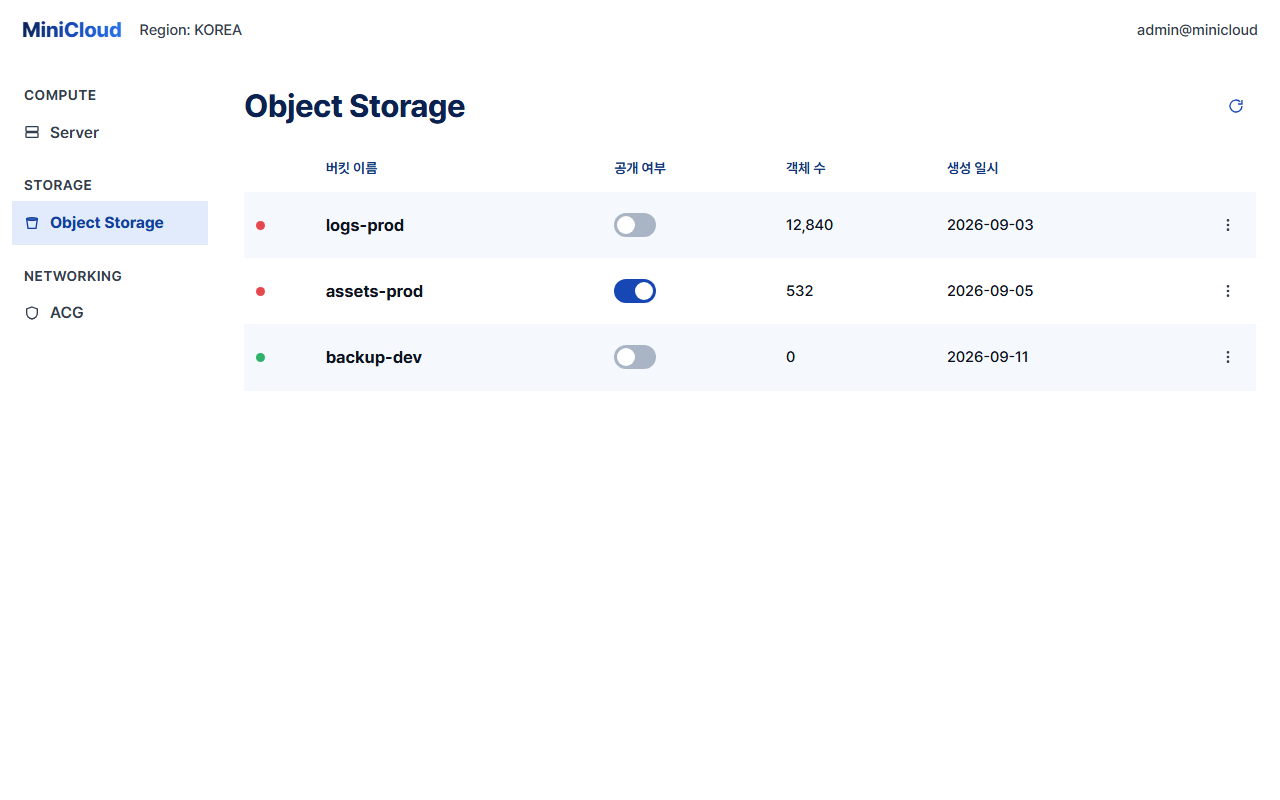 MiniCloud Region: KOREA admin@minicloud
COMPUTE
Server
STORAGE
Object Storage
NETWORKING
ACG
Object Storage
버킷 이름 공개 여부 객체 수 생성 일시
logs-prod 12,840 2026-09-03
assets-prod 532 2026-09-05
backup-dev 0 2026-09-11